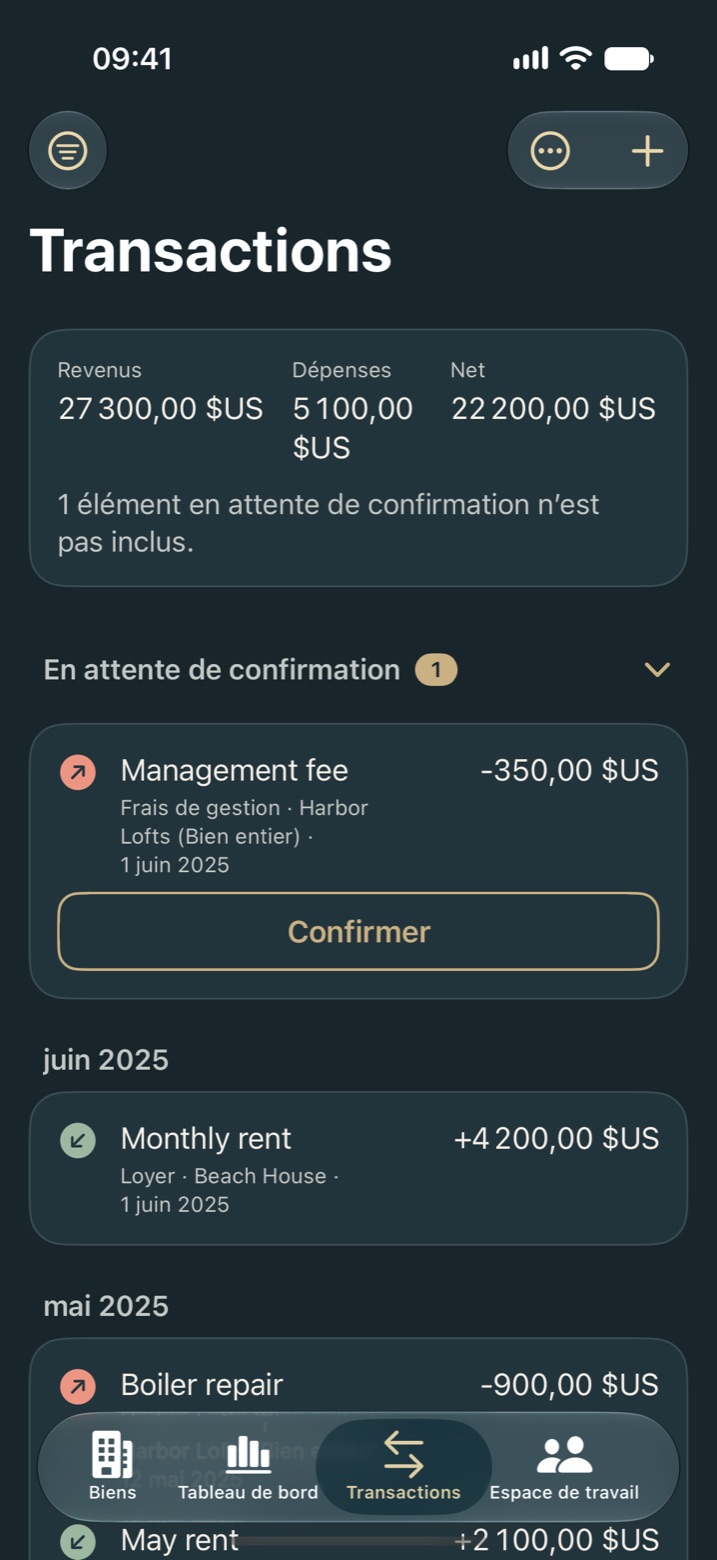 09:41
Transactions
Revenus
Dépenses
Net
27 300,00 $US
5 100,00
$US
22 200,00 $US
1 élément en attente de confirmation n’est
pas inclus.
En attente de confirmation 1
Management fee
-350,00 $US
Frais de gestion · Harbor
Lofts (Bien entier) ·
1 juin 2025
Confirmer
juin 2025
Monthly rent
+4 200,00 $US
Loyer · Beach House ·
1 juin 2025
mai 2025
Boiler repair
-900,00 $US
mai 2025
Biens
Tableau de bord
Transactions
Espace de travail
May rent
+2 100,00 $US